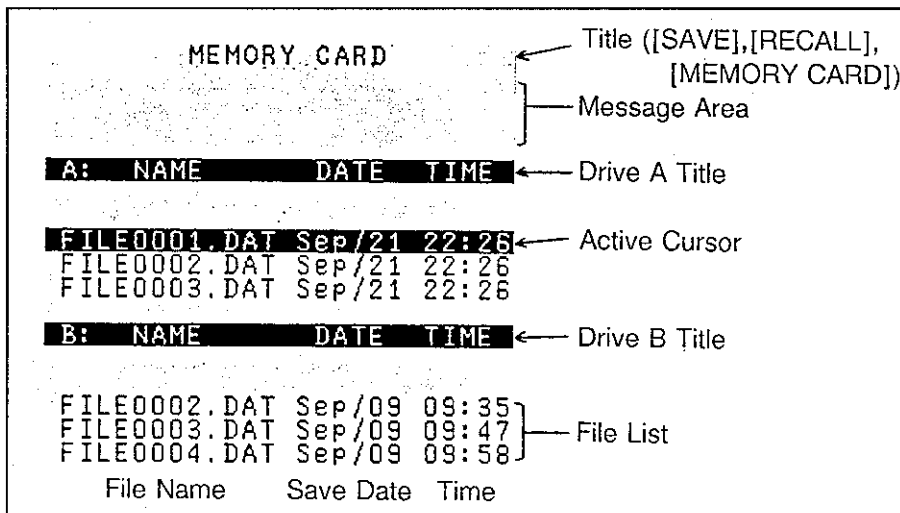 MEMORY CARD
Title ([SAVE],[RECALL],
[MEMORY CARD])
Message Area
A: NAME DATE TIME
Drive A Title
FILE0001.DAT Sep/21 22:26
Active Cursor
FILE0002.DAT Sep/21 22:26
FILE0003.DAT Sep/21 22:26
B: NAME DATE TIME
Drive B Title
FILE0002.DAT Sep/09 09:35
FILE0003.DAT Sep/09 09:47
File List
FILE0004.DAT Sep/09 09:58
File Name Save Date Time